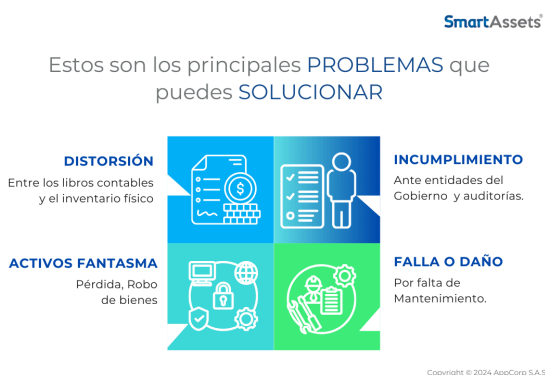 SmartAssets®
Estos son los principales PROBLEMAS que
puedes SOLUCIONAR
DISTORSIÓN
Entre los libros contables
y el inventario físico
INCUMPLIMIENTO
Ante entidades del
Gobierno y auditorías.
ACTIVOS FANTASMA
Pérdida, Robo
de bienes
FALLA O DAÑO
Por falta de
Mantenimiento.
Copyright © 2024 AppCorp S.A.S